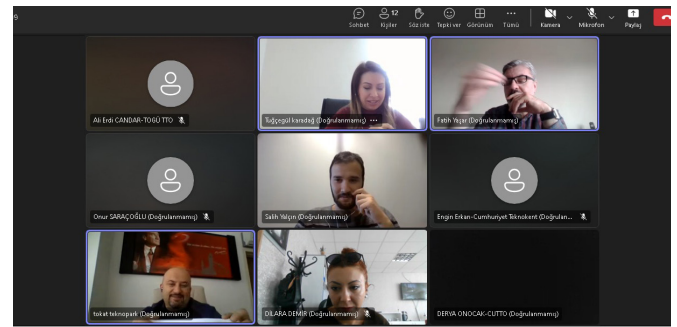 9
12
Sohbet Kişiler Söz iste Tepki ver Görünüm Tümü Kamera Mikrofon Paylaş
Ali Erdi CANDAR-TOGÜ TTO
Tuğçegül karadağ (Doğrulanmamış)
Fatih Yaşar (Doğrulanmamış)
Onur SARAÇOĞLU (Doğrulanmamış)
Salih Yalçın (Doğrulanmamış)
Engin Erkan-Cumhuriyet Teknokent (Doğrulan...
tokat teknopark (Doğrulanmamış)
DİLARA DEMİR (Doğrulanmamış)
DERYA ONOCAK-CÜTTO (Doğrulanmamış)